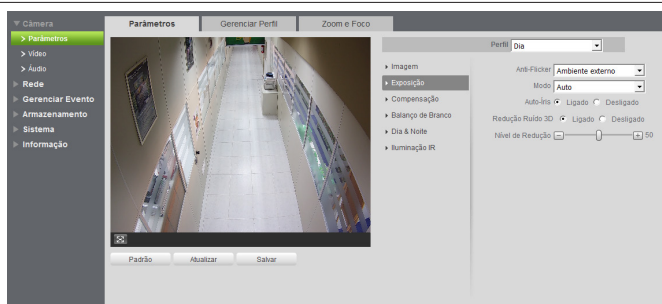 Câmera
Parâmetros
Vídeo
Áudio
Rede
Gerenciar Evento
Armazenamento
Sistema
Informação
Parâmetros
Gerenciar Perfil
Zoom e Foco
Padrão
Atualizar
Salvar
Imagem
Exposição
Compensação
Balanço de Branco
Dia & Noite
Iluminação IR
Perfil Dia
Anti-Flicker Ambiente externo
Modo Auto
Auto-Íris Ligado Desligado
Redução Ruído 3D Ligado Desligado
Nível de Redução 50